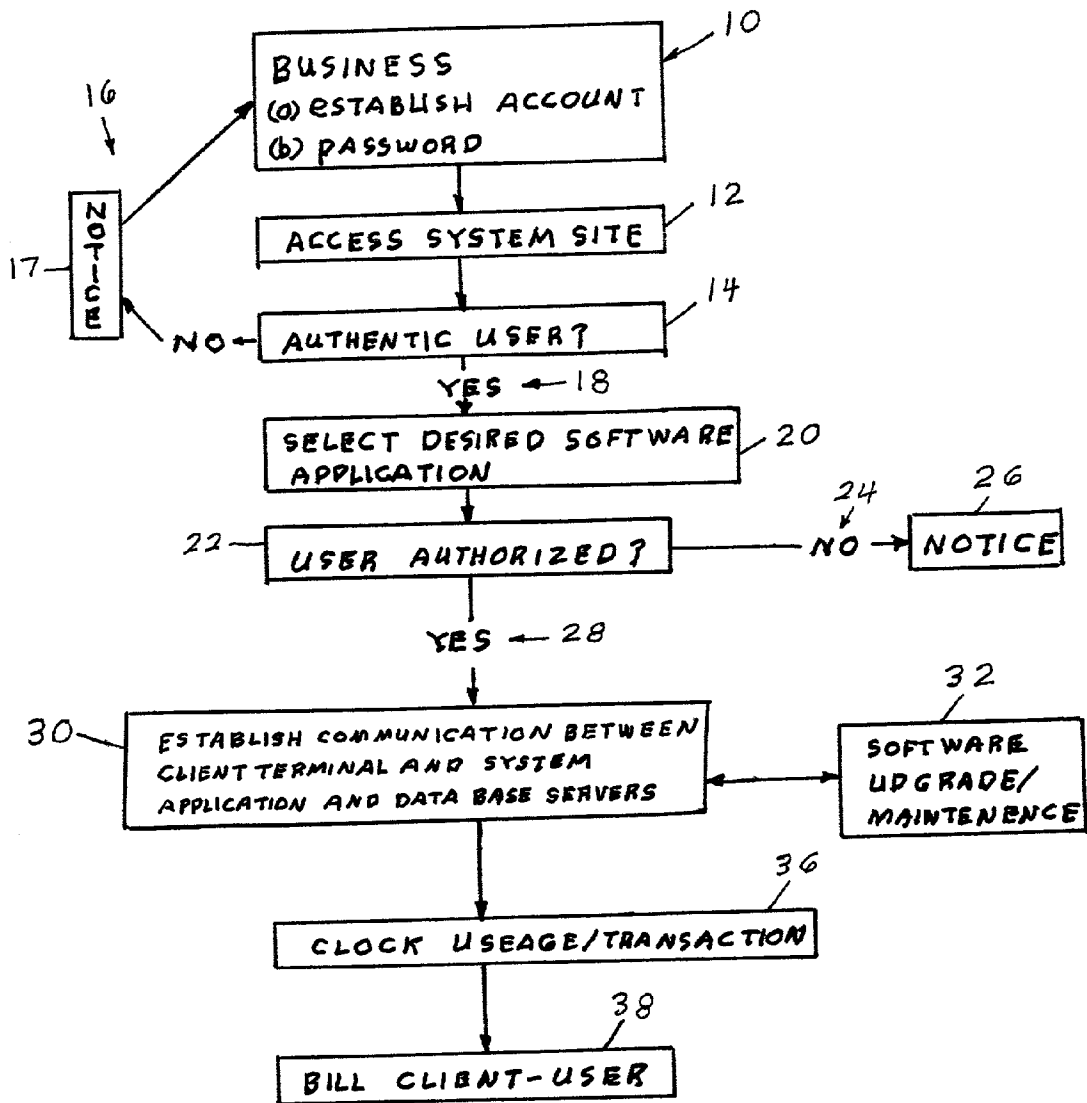 10
BUSINESS
(a) ESTABLISH ACCOUNT
(b) PASSWORD
16
12
ACCESS SYSTEM SITE
NOTICE
17
14
AUTHENTIC USER?
NO
YES
18
SELECT DESIRED SOFTWARE
APPLICATION
20
22
USER AUTHORIZED?
24
NO
26
NOTICE
YES
28
30
ESTABLISH COMMUNICATION BETWEEN
CLIENT TERMINAL AND SYSTEM
APPLICATION AND DATA BASE SERVERS
32
SOFTWARE
UPGRADE/
MAINTENENCE
36
CLOCK USEAGE/TRANSACTION
38
BILL CLIENT-USER